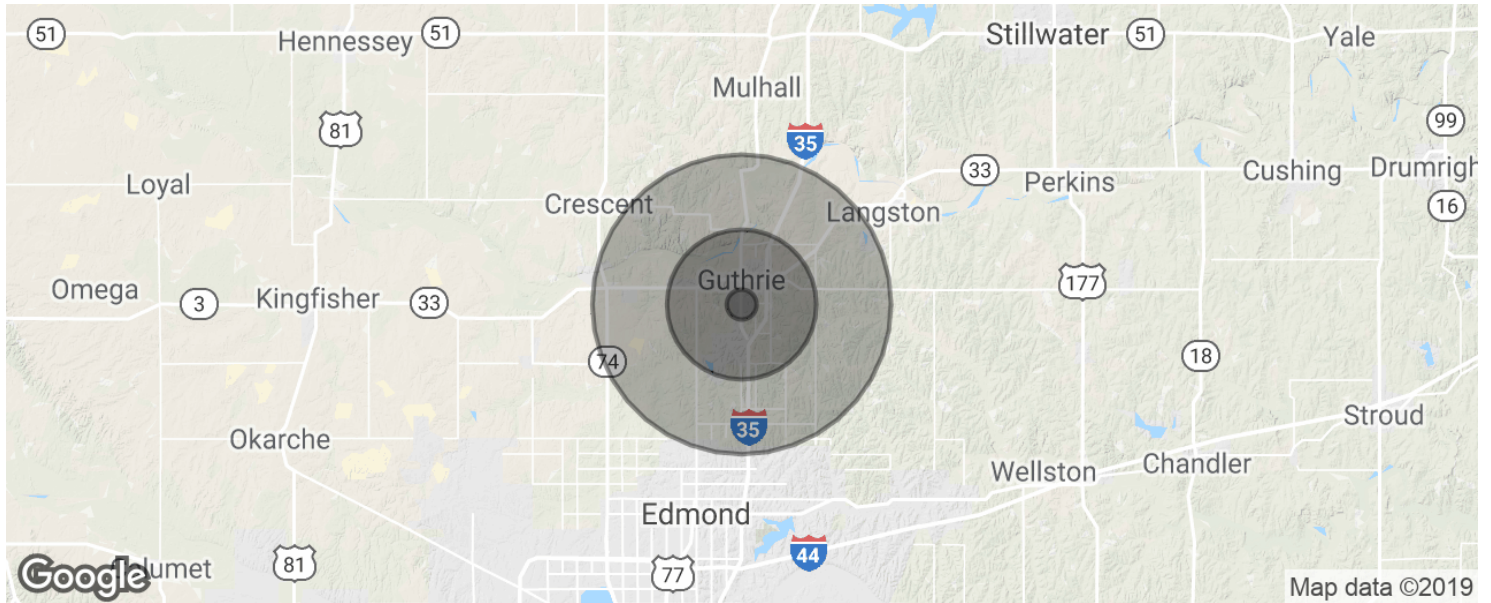 51
Hennessey
51
Stillwater
51
Yale
Mulhall
81
35
99
33
Cushing
Drumrigh
Loyal
Perkins
Crescent
Langston
16
Guthrie
177
Omega
3
Kingfisher
33
74
18
Stroud
35
Okarche
Wellston
Chandler
Edmond
44
81
77
Google
Map data ©2019